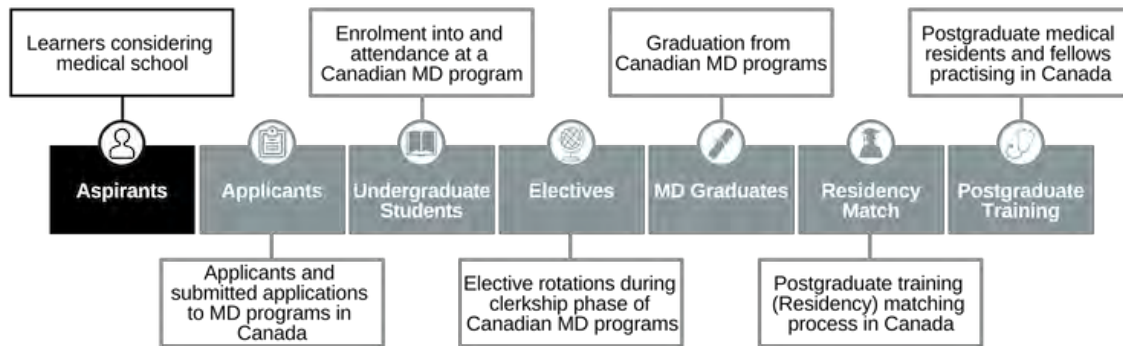 Learners considering
medical school
Enrolment into and
attendance at a
Canadian MD program
Graduation from
Canadian MD programs
Postgraduate medical
residents and fellows
practising in Canada
Aspirants
Applicants
Undergraduate
Students
Electives
MD Graduates
Residency
Match
Postgraduate
Training
Applicants and
submitted applications
to MD programs in
Canada
Elective rotations during
clerkship phase of
Canadian MD programs
Postgraduate training
(Residency) matching
process in Canada